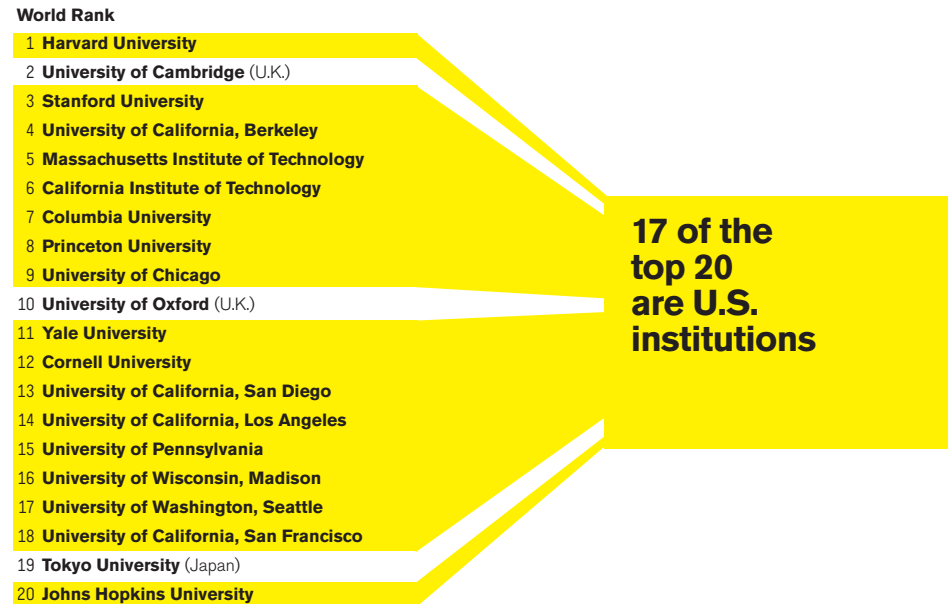 World Rank
1 Harvard University
2 University of Cambridge (U.K.)
3 Stanford University
4 University of California, Berkeley
5 Massachusetts Institute of Technology
6 California Institute of Technology
7 Columbia University
8 Princeton University
9 University of Chicago
10 University of Oxford (U.K.)
11 Yale University
12 Cornell University
13 University of California, San Diego
14 University of California, Los Angeles
15 University of Pennsylvania
16 University of Wisconsin, Madison
17 University of Washington, Seattle
18 University of California, San Francisco
19 Tokyo University (Japan)
20 Johns Hopkins University
17 of the
top 20
are U.S.
institutions